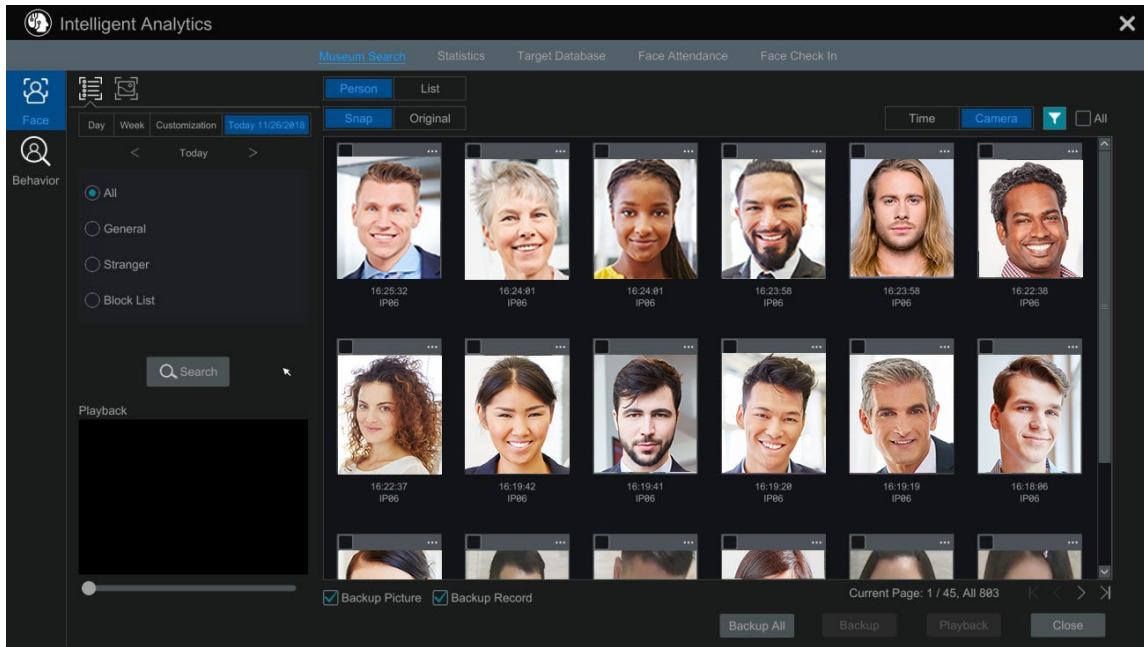 Intelligent Analytics
Museum Search Statistics Target Database Face Attendance Face Check In
Face
Behavior
Day Week Customization Today 11/26/2018
< Today >
All
General
Stranger
Block List
Search
Playback
Person List
Snap Original
Time Camera All
16:25:32 16:24:01 16:24:01 16:23:58 16:23:58 16:22:38
IP06 IP06 IP06 IP06 IP06 IP06
16:22:37 16:19:42 16:19:41 16:19:20 16:19:19 16:18:06
IP06 IP06 IP06 IP06 IP06 IP06
Backup Picture Backup Record
Current Page: 1 / 45, All 803
Backup All Backup Playback Close